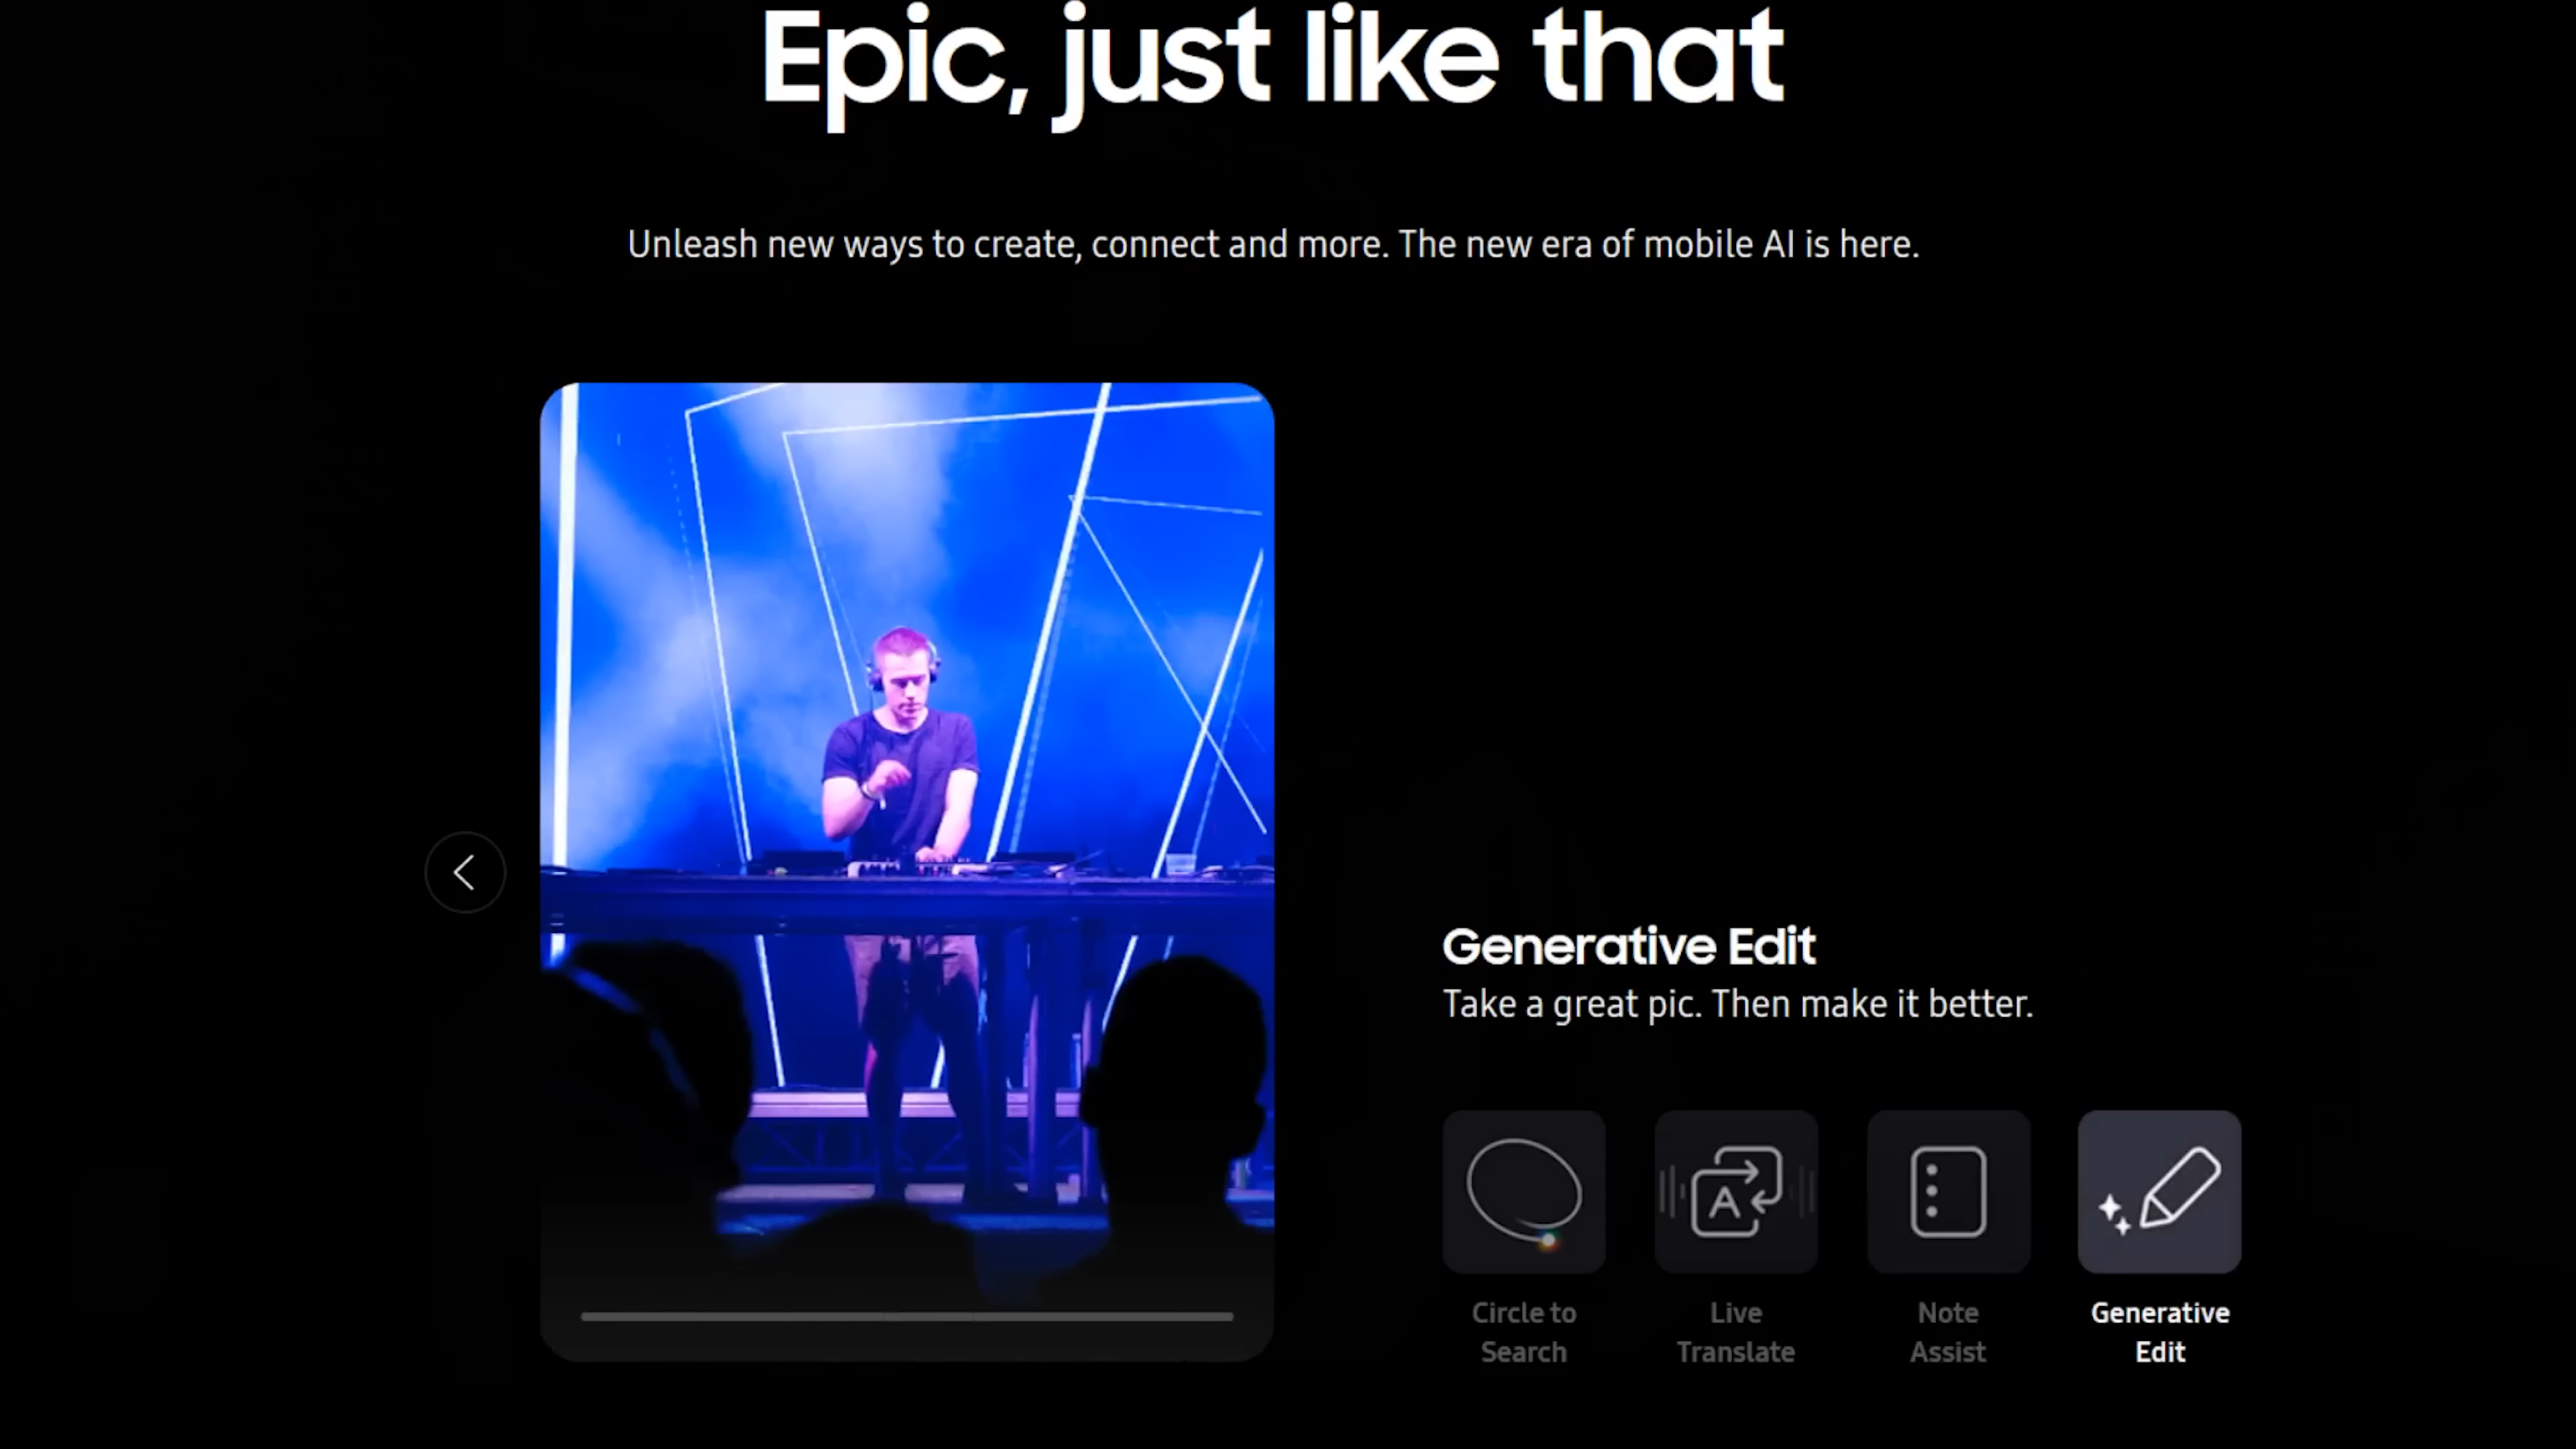 Epic, just like that
Unleash new ways to create, connect and more. The new era of mobile AI is here.
Generative Edit
Take a great pic. Then make it better.
A
Circle to
Search
Live
Translate
Note
Assist
Generative
Edit